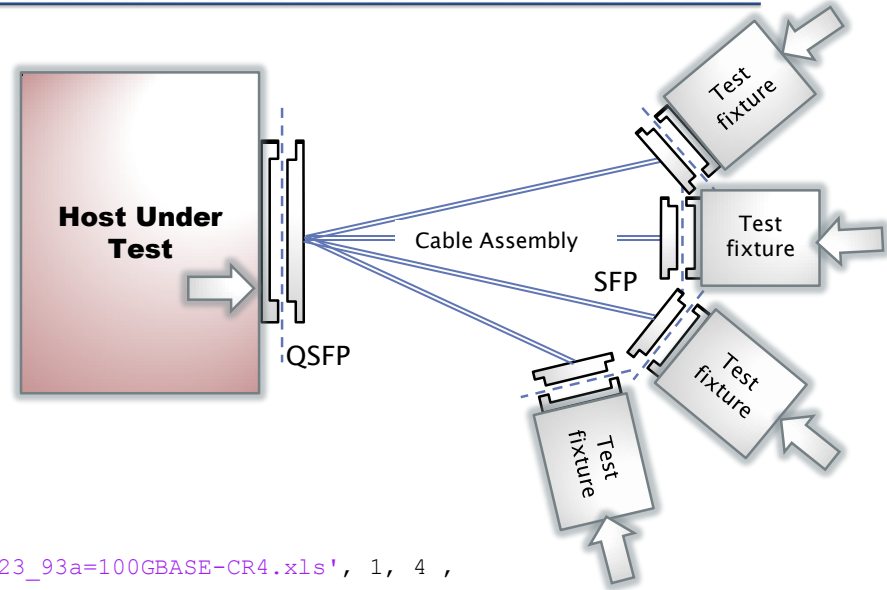 Test
fixture
Host Under
Test
Cable Assembly
Test
fixture
SFP
QSFP
Test
fixture
Test
fixture
23_93a=100GBASE-CR4.xls', 1, 4 ,